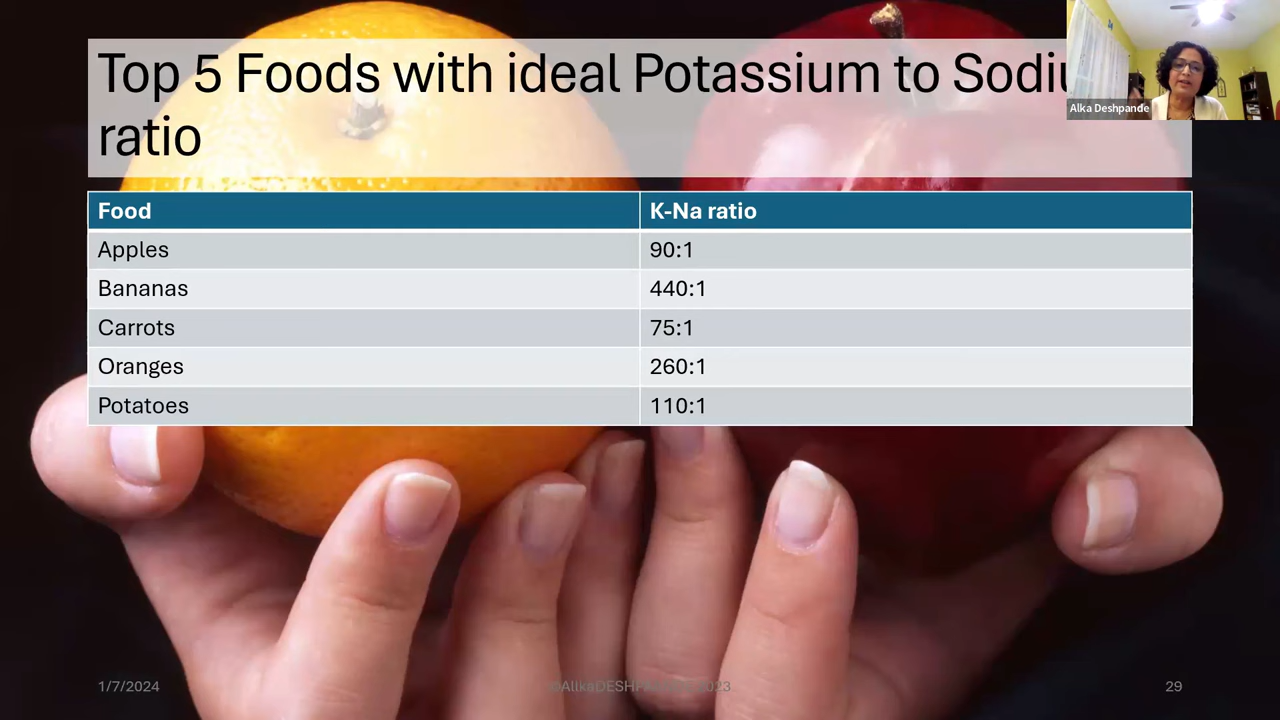 Top 5 Foods with ideal Potassium to
ratio
Alka Deshpande
Food K-Na ratio
Apples 90:1
Bananas 440:1
Carrots 75:1
Oranges 260:1
Potatoes 110:1
1/7/2024 2023 29